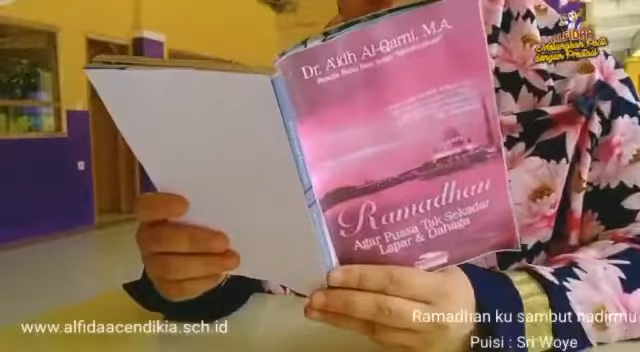 Dr. A'idh Al-Qarni, M.A
Ramadhan
Agar Puasa Tak Sekadar
Lapar & Dahaga
Ramadhan ku sambut hadirmu
www.alfidaacendikia.sch.id
Puisi : Sri Woye